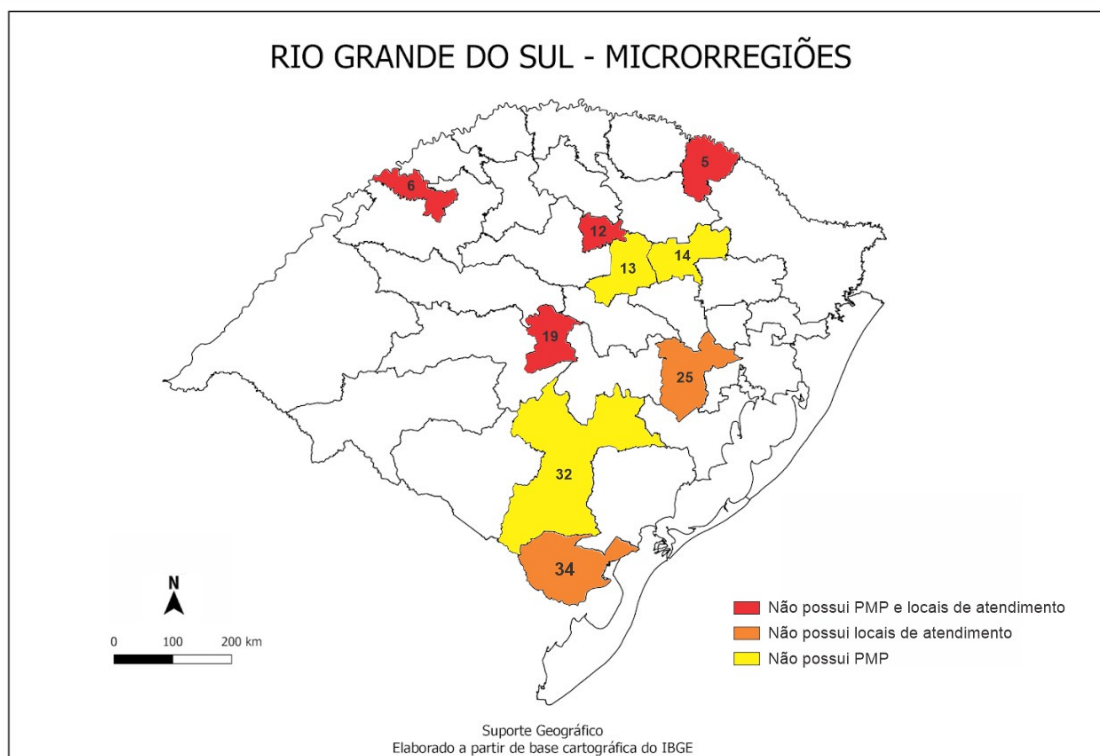 RIO GRANDE DO SUL - MICRORREGIÕES
5
6
12
13
14
19
25
32
34
N
0 100 200 km
Não possui PMP e locais de atendimento
Não possui locais de atendimento
Não possui PMP
Suporte Geográfico
Elaborado a partir de base cartográfica do IBGE